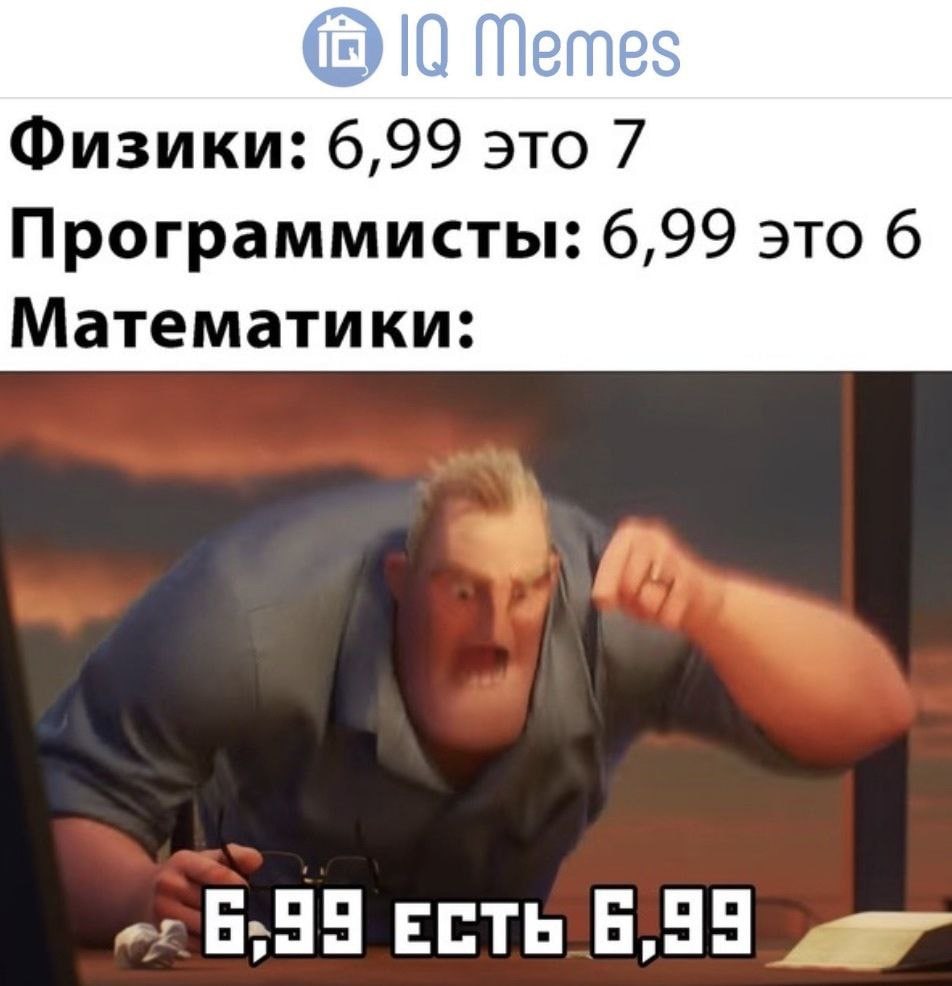 IQ Memes
Физики: 6,99 это 7
Программисты: 6,99 это 6
Математики:
6,99 есть 6,99